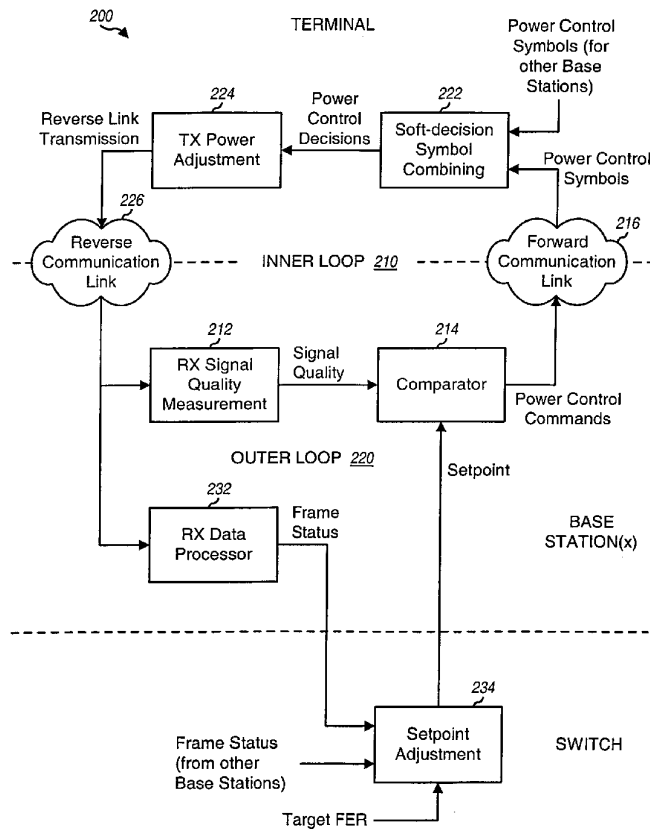 200
TERMINAL
Power Control
Symbols (for
other Base
Stations)
224
Power
Control
Decisions
222
Reverse Link
Transmission
TX Power
Adjustment
Soft-decision
Symbol
Combining
Power Control
Symbols
226
Reverse
Communication
Link
INNER LOOP 210
216
Forward
Communication
Link
212
RX Signal
Quality
Measurement
Signal
Quality
214
Comparator
Power Control
Commands
OUTER LOOP 220
Setpoint
232
RX Data
Processor
Frame
Status
BASE
STATION(x)
234
Setpoint
Adjustment
SWITCH
Frame Status
(from other
Base Stations)
Target FER